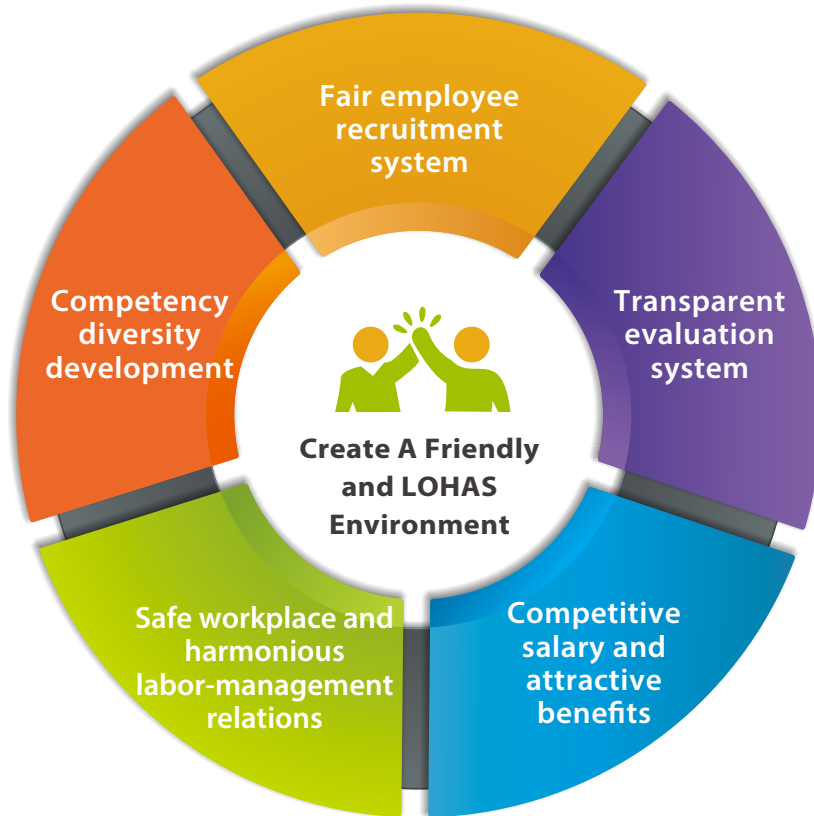 Fair employee
recruitment
system
Transparent
evaluation
system
Competitive
salary and
attractive
benefits
Safe workplace and
harmonious
labor-management
relations
Competency
diversity
development
Create A Friendly
and LOHAS
Environment